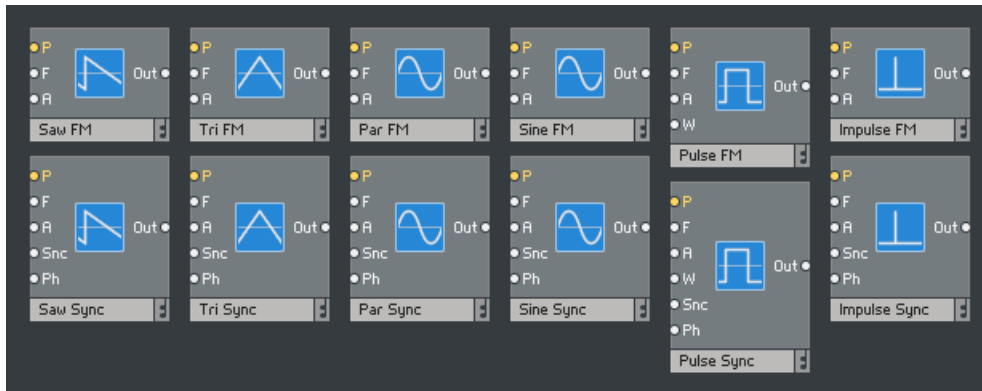 P
F Out
A
Saw FM
P
F Out
A
Tri FM
P
F Out
A
Par FM
P
F Out
A
Sine FM
P
F
A Out
W
Pulse FM
P
F Out
A
Impulse FM
P
F
A Out
Snc
Ph
Saw Sync
P
F
A Out
Snc
Ph
Tri Sync
P
F
A Out
Snc
Ph
Par Sync
P
F
A Out
Snc
Ph
Sine Sync
P
F
A
W Out
Snc
Ph
Pulse Sync
P
F
A Out
Snc
Ph
Impulse Sync